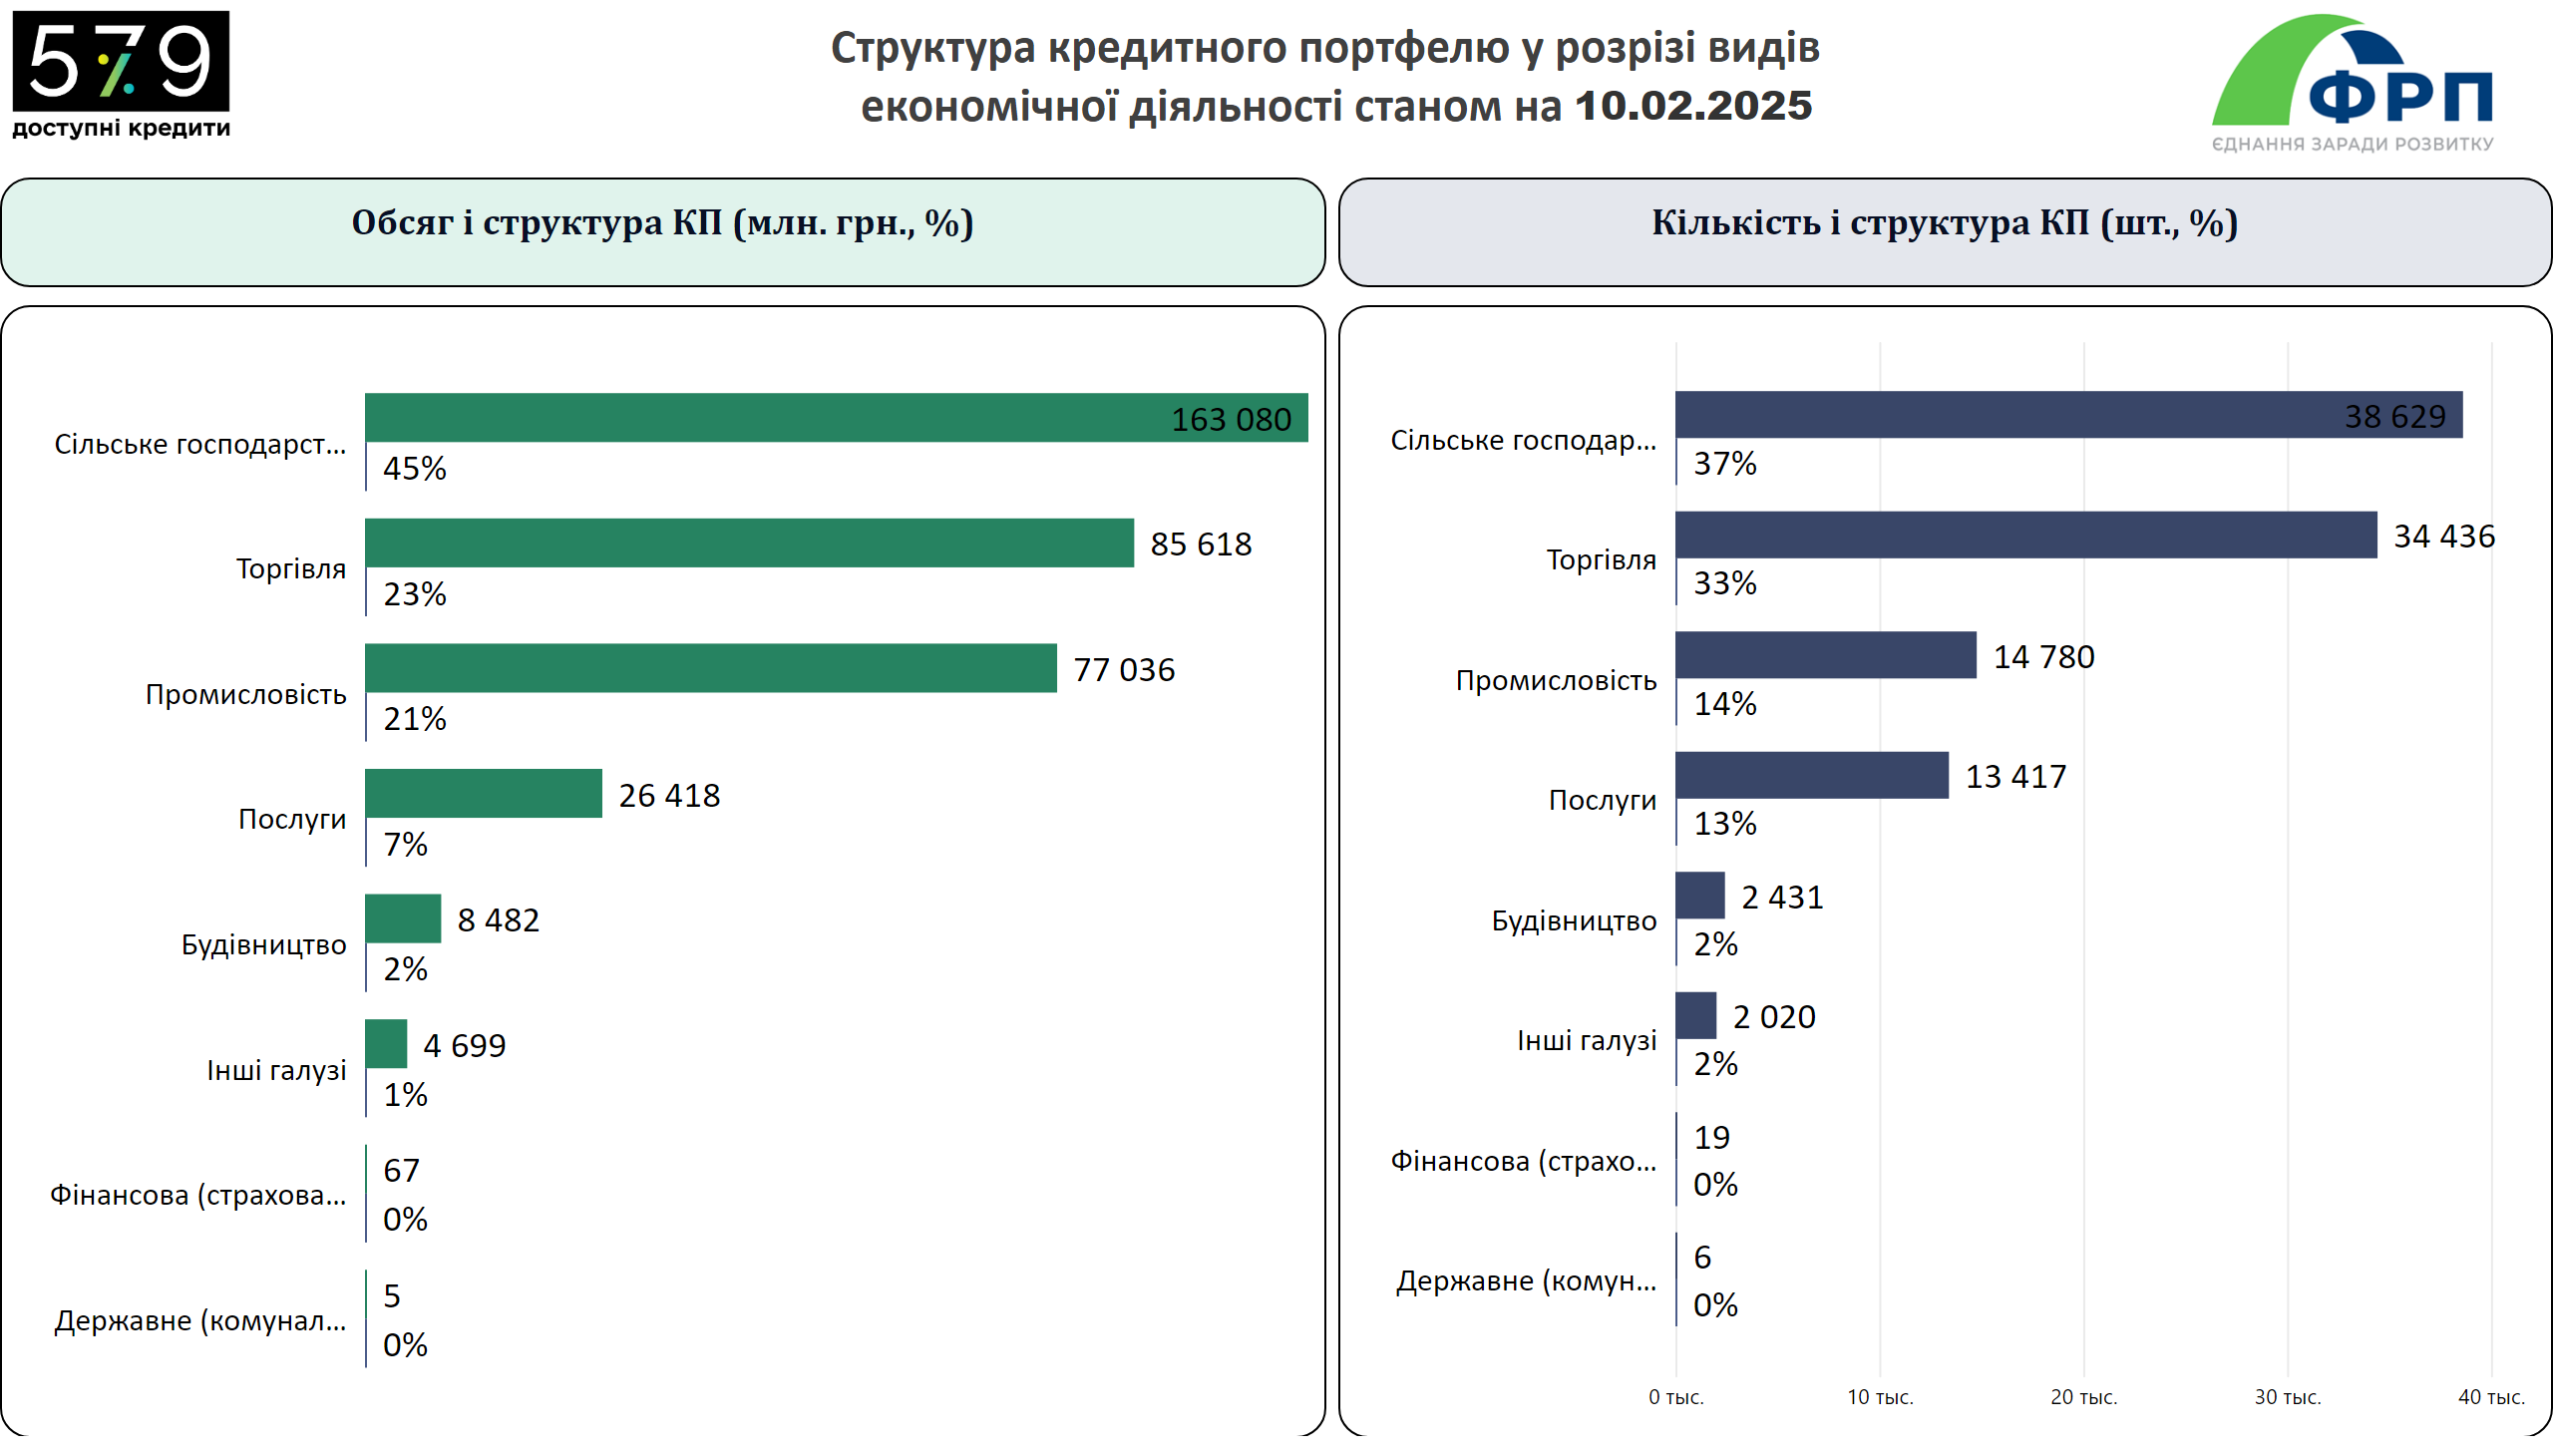 5%9
доступні кредити
Структура кредитного портфелю у розрізі видів
економічної діяльності станом на 10.02.2025
ФРП
ЄДНАННЯ ЗАРАДИ РОЗВИТКУ
Обсяг і структура КП (млн. грн., %)
Сільське господарст...
163 080
45%
Торгівля
85 618
23%
Промисловість
77 036
21%
Послуги
26 418
7%
Будівництво
8 482
2%
Інші галузі
4 699
1%
Фінансова (страхова...
67
0%
Державне (комунал...
5
0%
Кількість і структура КП (шт., %)
Сільське господар...
38 629
37%
Торгівля
34 436
33%
Промисловість
14 780
14%
Послуги
13 417
13%
Будівництво
2 431
2%
Інші галузі
2 020
2%
Фінансова (страхо...
19
0%
Державне (комун...
6
0%
0 тыс. 10 тыс. 20 тыс. 30 тыс. 40 тыс.